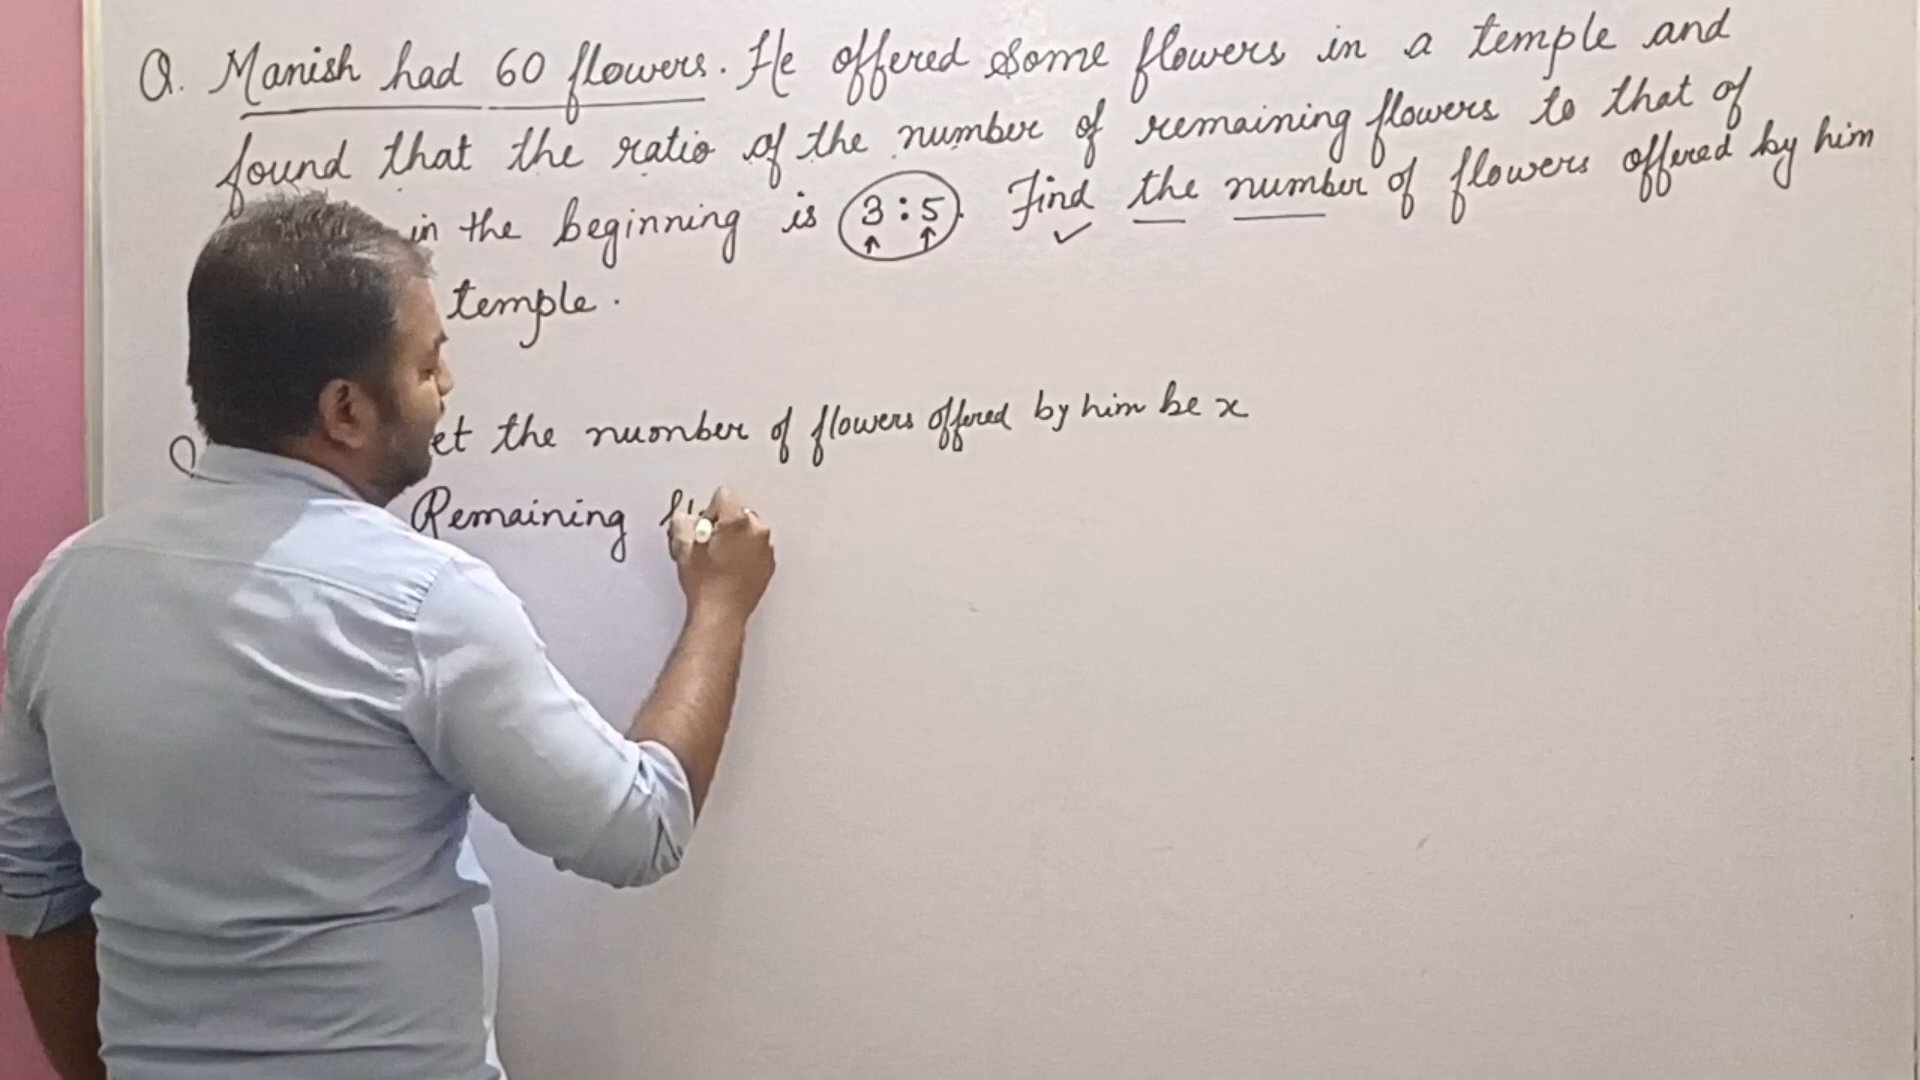 Q. Manish had 60 flowers. He offered some flowers in a temple and
found that the ratio of the number of remaining flowers to that of
in the beginning is 3:5. Find the number of flowers offered by him
temple.
et the number of flowers offered by him be x
Remaining